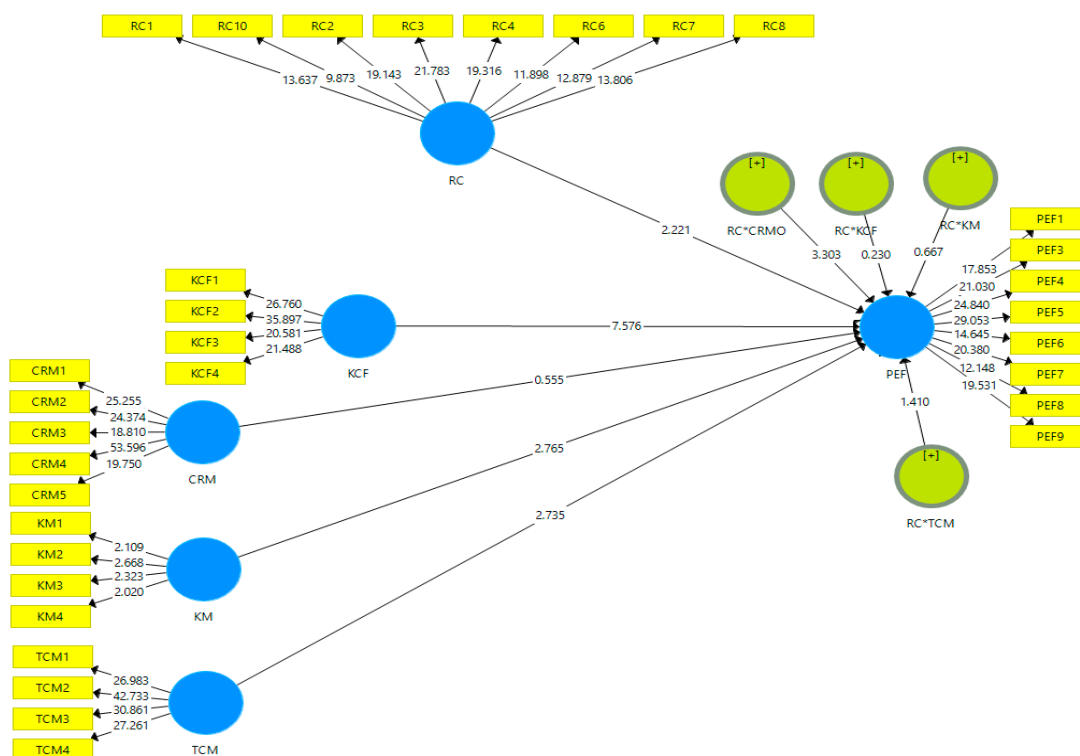 RC1 RC10 RC2 RC3 RC4 RC6 RC7 RC8
13.637 9.873 19.143 21.783 19.316 11.898 12.879 13.806
RC
[+] [+] [+]
RC*CRMO RC*KCF RC*KM
2.221
3.303 0.230 0.667
PEF1
PEF3
PEF4
PEF5
PEF6
PEF7
PEF8
PEF9
17.853
21.030
24.840
29.053
14.645
20.380
12.148
19.531
PEF
1.410
[+]
RC*TCM
KCF1
KCF2
KCF3
KCF4
26.760
35.897
20.581
21.488
KCF
7.576
CRM1
CRM2
CRM3
CRM4
CRM5
25.255
24.374
18.810
53.596
19.750
CRM
0.555
KM1
KM2
KM3
KM4
2.109
2.668
2.323
2.020
KM
2.765
TCM1
TCM2
TCM3
TCM4
26.983
42.733
30.861
27.261
TCM
2.735